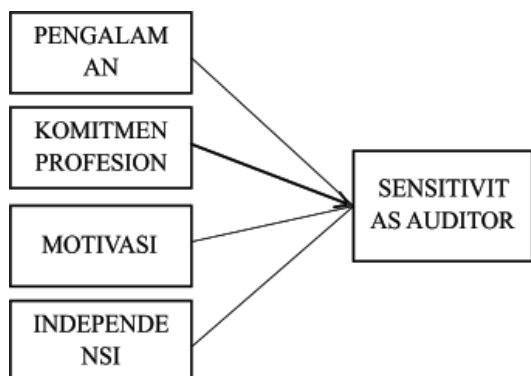 PENGALAM
AN
KOMITMEN
PROFESION
MOTIVASI
INDEPENDE
NSI
SENSITIVIT
AS AUDITOR